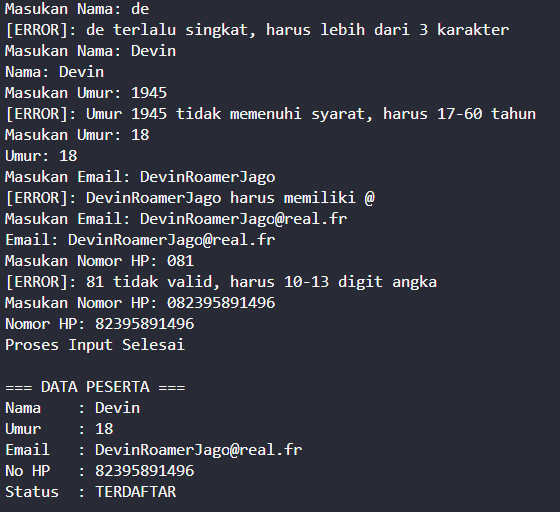 Masukan Nama: de
[ERROR]: de terlalu singkat, harus lebih dari 3 karakter
Masukan Nama: Devin
Nama: Devin
Masukan Umur: 1945
[ERROR]: Umur 1945 tidak memenuhi syarat, harus 17-60 tahun
Masukan Umur: 18
Umur: 18
Masukan Email: DevinRoamerJago
[ERROR]: DevinRoamerJago harus memiliki @
Masukan Email: DevinRoamerJago@real.fr
Email: DevinRoamerJago@real.fr
Masukan Nomor HP: 081
[ERROR]: 81 tidak valid, harus 10-13 digit angka
Masukan Nomor HP: 082395891496
Nomor HP: 82395891496
Proses Input Selesai

=== DATA PESERTA ===
Nama    : Devin
Umur    : 18
Email   : DevinRoamerJago@real.fr
No HP   : 82395891496
Status  : TERDAFTAR